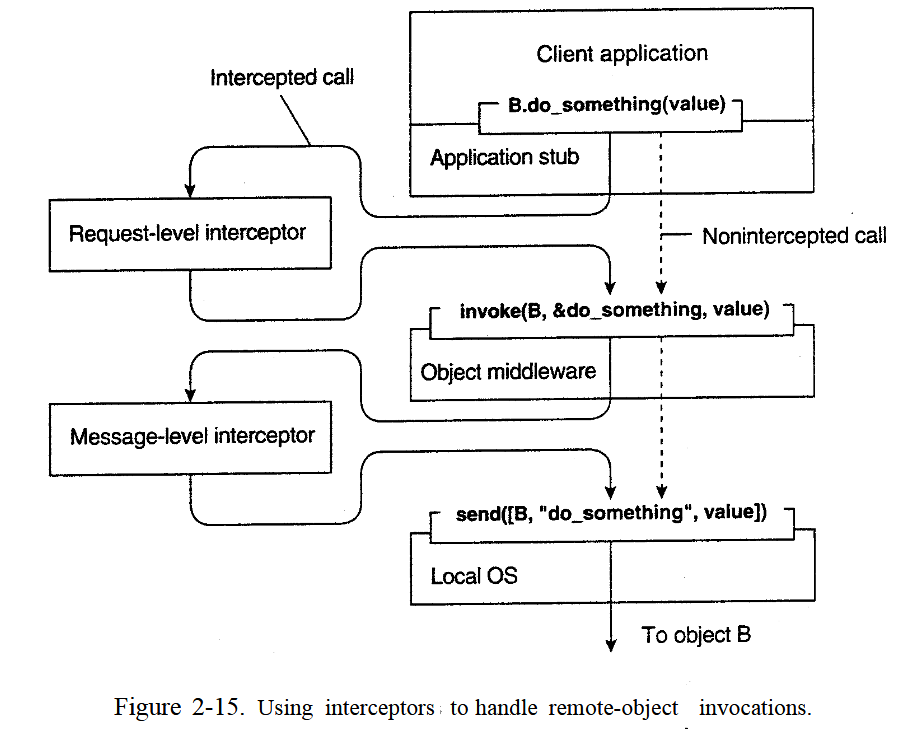 Client application
Intercepted call
B.do_something(value)
Application stub
Request-level interceptor
Nonintercepted call
invoke(B, &do_something, value)
Object middleware
Message-level interceptor
send([B, "do_something", value])
Local OS
To object B
Figure 2-15. Using interceptors to handle remote-object invocations.